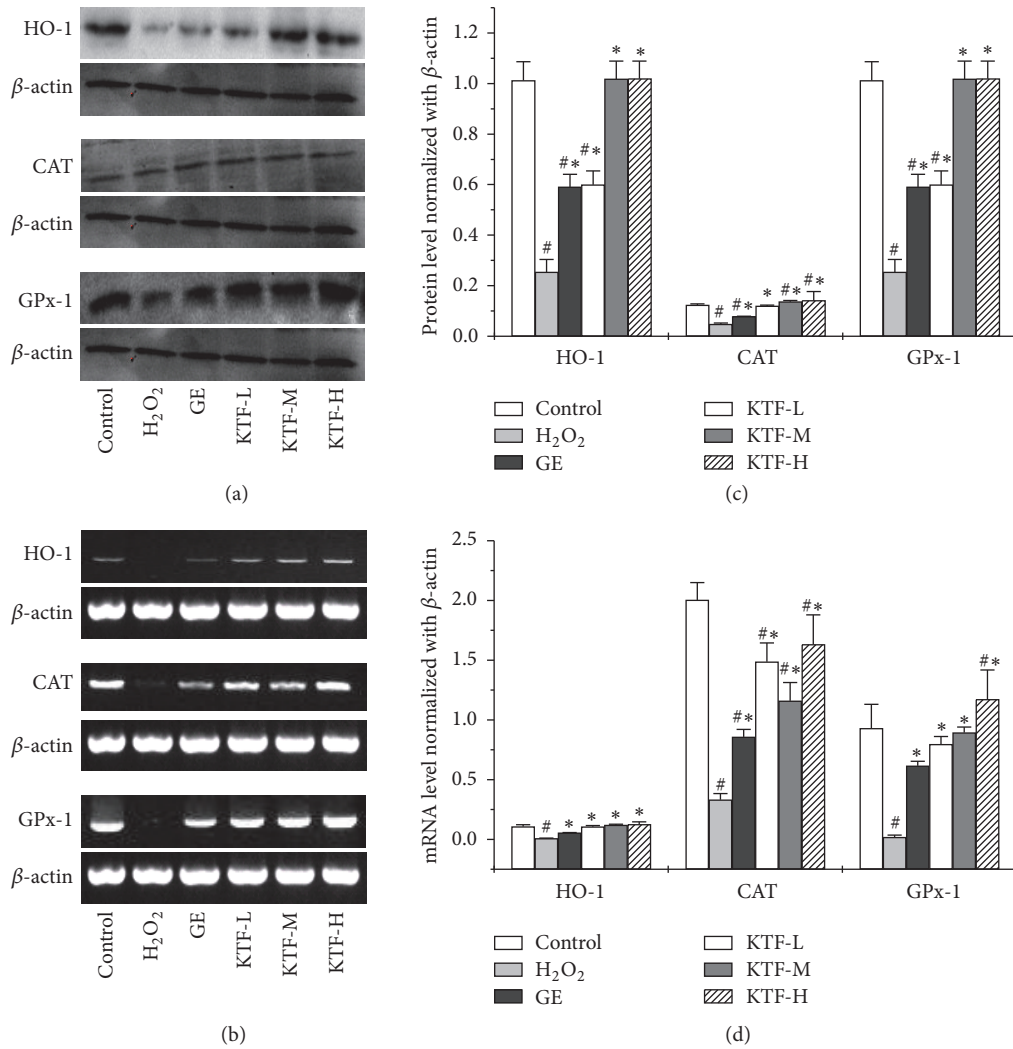 HO-1
β-actin
CAT
β-actin
GPx-1
β-actin
Control
H₂O₂
GE
KTF-L
KTF-M
KTF-H
(a)
Protein level normalized with β-actin
1.2
1.0
0.8
0.6
0.4
0.2
0.0
# #* #* * *
# #* * #* #*
# #* #* * *
HO-1 CAT GPx-1
Control KTF-L
H₂O₂ KTF-M
GE KTF-H
(c)
HO-1
β-actin
CAT
β-actin
GPx-1
β-actin
Control
H₂O₂
GE
KTF-L
KTF-M
KTF-H
(b)
mRNA level normalized with β-actin
2.5
2.0
1.5
1.0
0.5
0.0
# * * * *
# #* #* #* #*
# * * * #*
HO-1 CAT GPx-1
Control KTF-L
H₂O₂ KTF-M
GE KTF-H
(d)